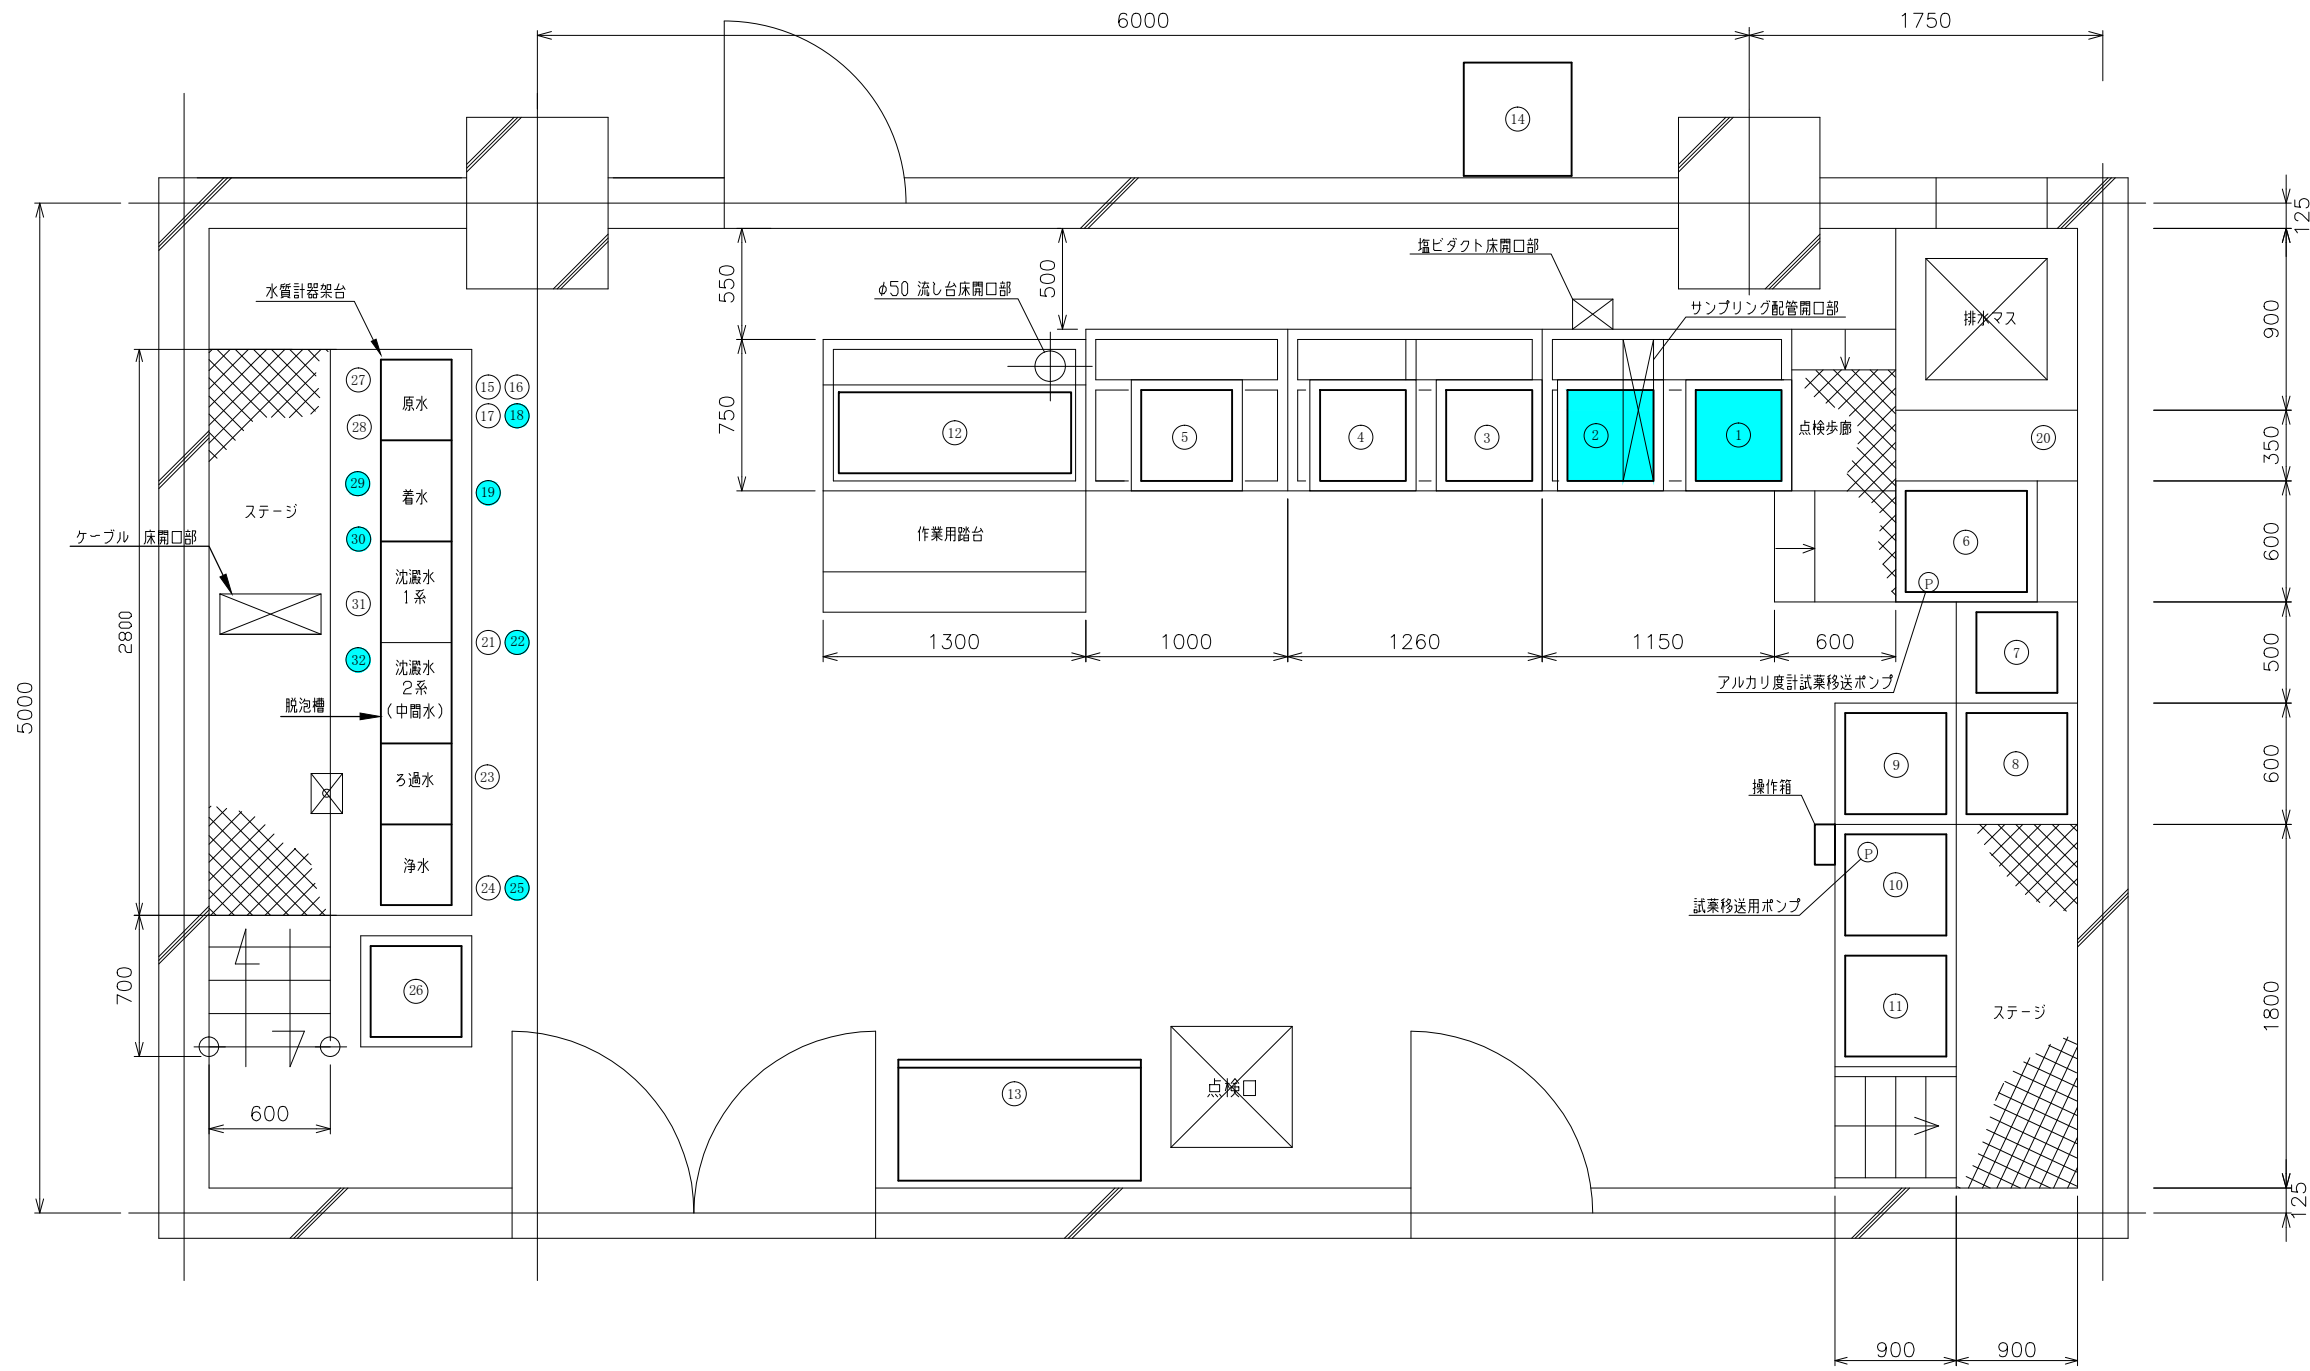 6000
1750
⑭
125
塩ビダクト床開口部
550
500
水質計器架台
φ50 流し台床開口部
サンプリング配管開口部
900
排水マス
㉗
⑮ ⑯
原水
⑰ ⑱
750
㉘
⑫
⑤
④
③
②
①
点検歩廊
⑳
350
㉙
着水
⑲
ステージ
ケーブル 床開口部
㉚
作業用踏台
⑥
600
P
沈澱水
1系
㉛
2800
1300
1000
1260
1150
600
㉑ ㉒
㉜
沈澱水
2系
(中間水)
⑦
500
アルカリ度計試薬移送ポンプ
5000
脱泡槽
ろ過水
㉓
操作箱
⑨
⑧
600
浄水
㉔ ㉕
P
⑩
試薬移送用ポンプ
700
㉖
⑪
ステージ
1800
600
⑬
点検口
125
900
900